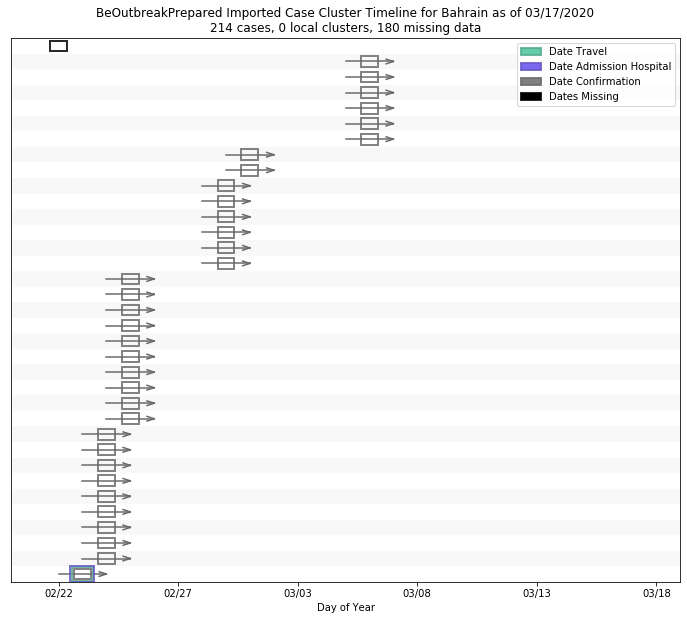 BeOutbreakPrepared Imported Case Cluster Timeline for Bahrain as of 03/17/2020
214 cases, 0 local clusters, 180 missing data
Date Travel
Date Admission Hospital
Date Confirmation
Dates Missing
02/22
02/27
03/03
03/08
03/13
03/18
Day of Year